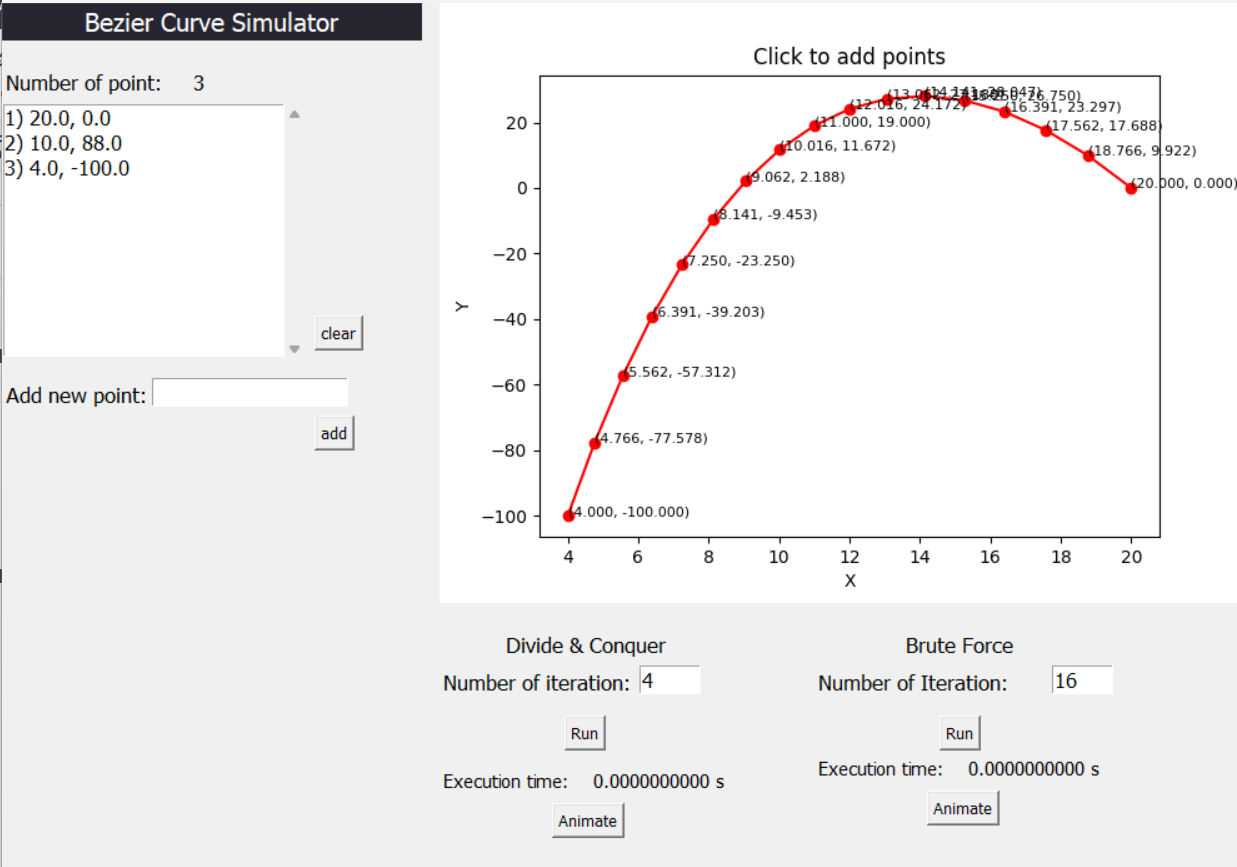 Bezier Curve Simulator
Number of point: 3
1) 20.0, 0.0
2) 10.0, 88.0
3) 4.0, -100.0
clear
Add new point:
add
Click to add points
(14.141, 28.047)
(13.062,
26.750)
(12.016, 24.172)
(16.391, 23.297)
(11.000, 19.000)
(17.562, 17.688)
(10.016, 11.672)
(18.766, 9.922)
(9.062, 2.188)
(20.000, 0.000)
(8.141, -9.453)
(7.250, -23.250)
(6.391, -39.203)
(5.562, -57.312)
(4.766, -77.578)
(4.000, -100.000)
20
0
−20
−40
−60
−80
−100
Y
4 6 8 10 12 14 16 18 20
X
Divide & Conquer
Number of iteration: 4
Run
Execution time: 0.0000000000 s
Animate
Brute Force
Number of Iteration: 16
Run
Execution time: 0.0000000000 s
Animate